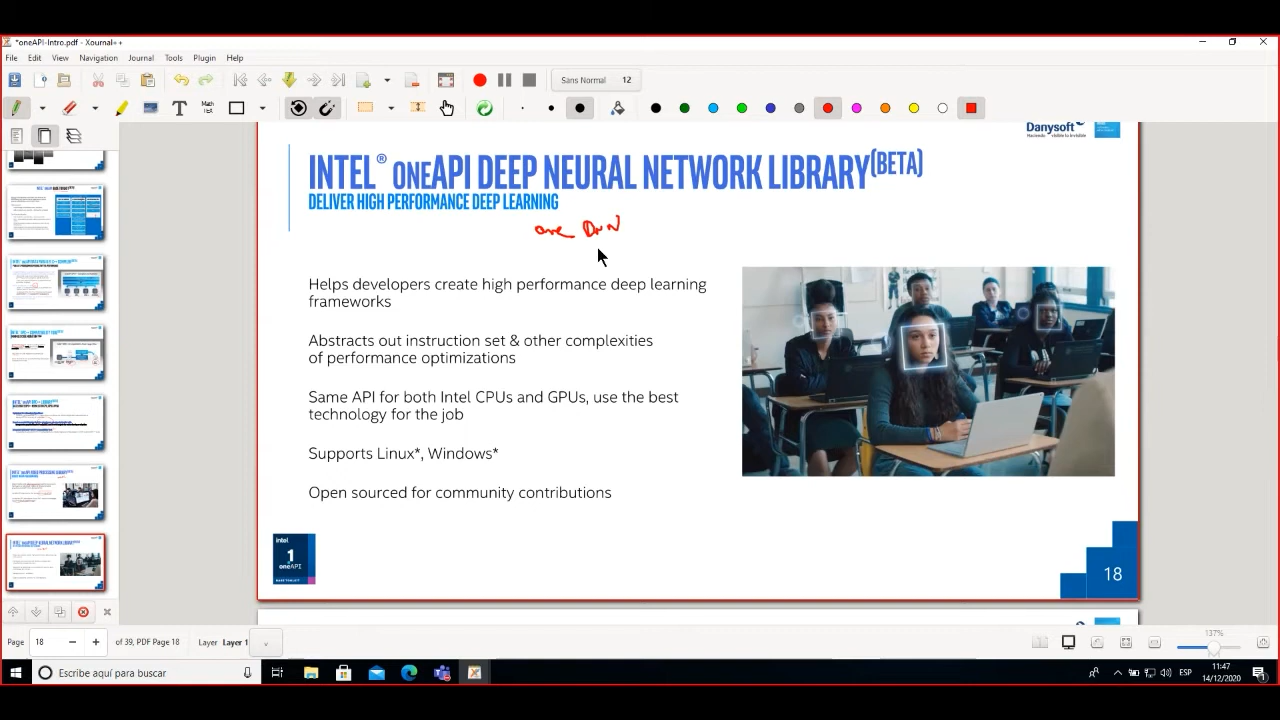 *oneAPI-Intro.pdf - Xournal++
File Edit View Navigation Journal Tools Plugin Help
Sans Normal 12
Danysoft
INTEL® ONEAPI DEEP NEURAL NETWORK LIBRARY(BETA)
DELIVER HIGH PERFORMANCE DEEP LEARNING
one DNN
Helps developers create high performance deep learning
frameworks
Abstracts out instruction set & other complexities
of performance optimizations
Same API for both Intel CPUs and GPUs, use the best
technology for the job
Supports Linux*, Windows*
Open sourced for community contributions
intel
1
oneAPI
BASE TOOLKIT
18
Page 18 of 39, PDF Page 18 Layer Layer 1
137%
Escribe aquí para buscar
ESP
11:47
14/12/2020